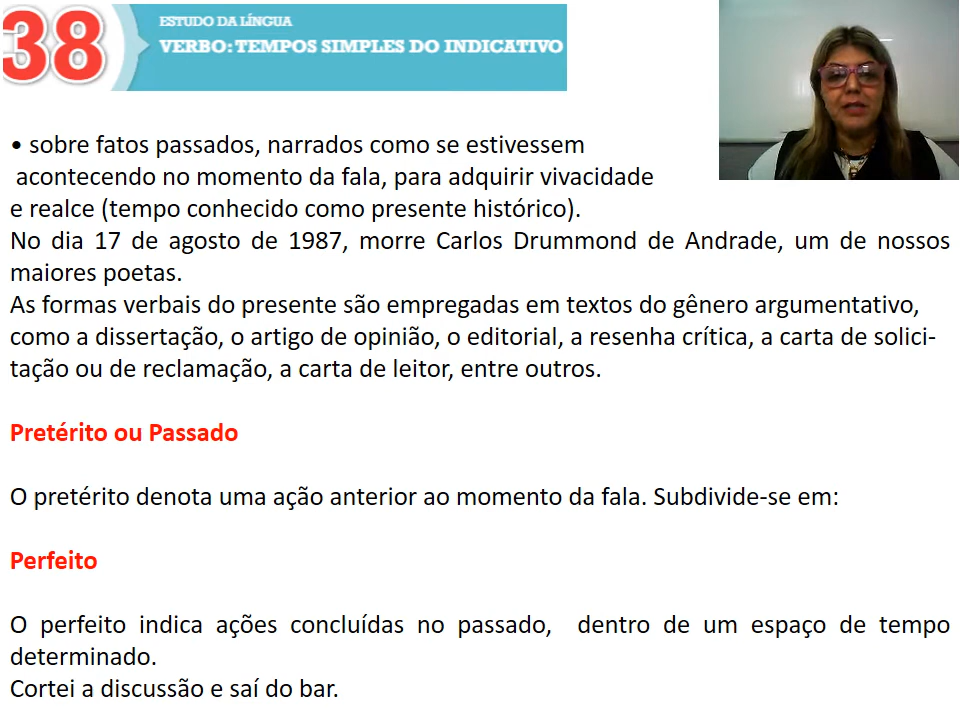 38
ESTUDO DA LÍNGUA
VERBO: TEMPOS SIMPLES DO INDICATIVO
• sobre fatos passados, narrados como se estivessem
acontecendo no momento da fala, para adquirir vivacidade
e realce (tempo conhecido como presente histórico).
No dia 17 de agosto de 1987, morre Carlos Drummond de Andrade, um de nossos
maiores poetas.
As formas verbais do presente são empregadas em textos do gênero argumentativo,
como a dissertação, o artigo de opinião, o editorial, a resenha crítica, a carta de solici-
tação ou de reclamação, a carta de leitor, entre outros.
Pretérito ou Passado
O pretérito denota uma ação anterior ao momento da fala. Subdivide-se em:
Perfeito
O perfeito indica ações concluídas no passado, dentro de um espaço de tempo
determinado.
Cortei a discussão e saí do bar.